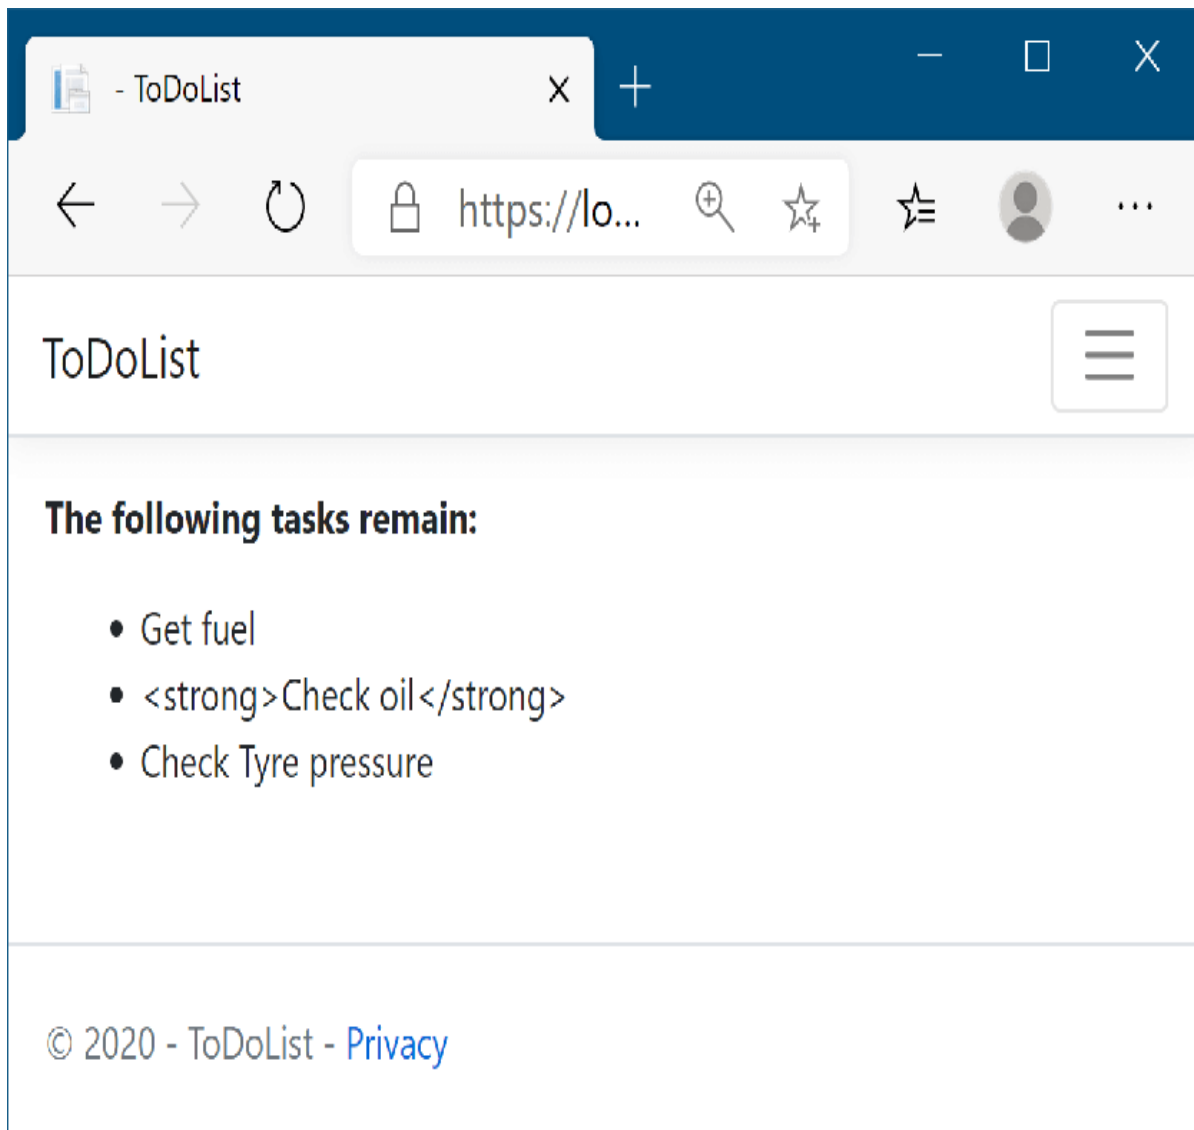 - ToDoList
https://lo...
ToDoList
The following tasks remain:
• Get fuel
• <strong>Check oil</strong>
• Check Tyre pressure
© 2020 - ToDoList - Privacy